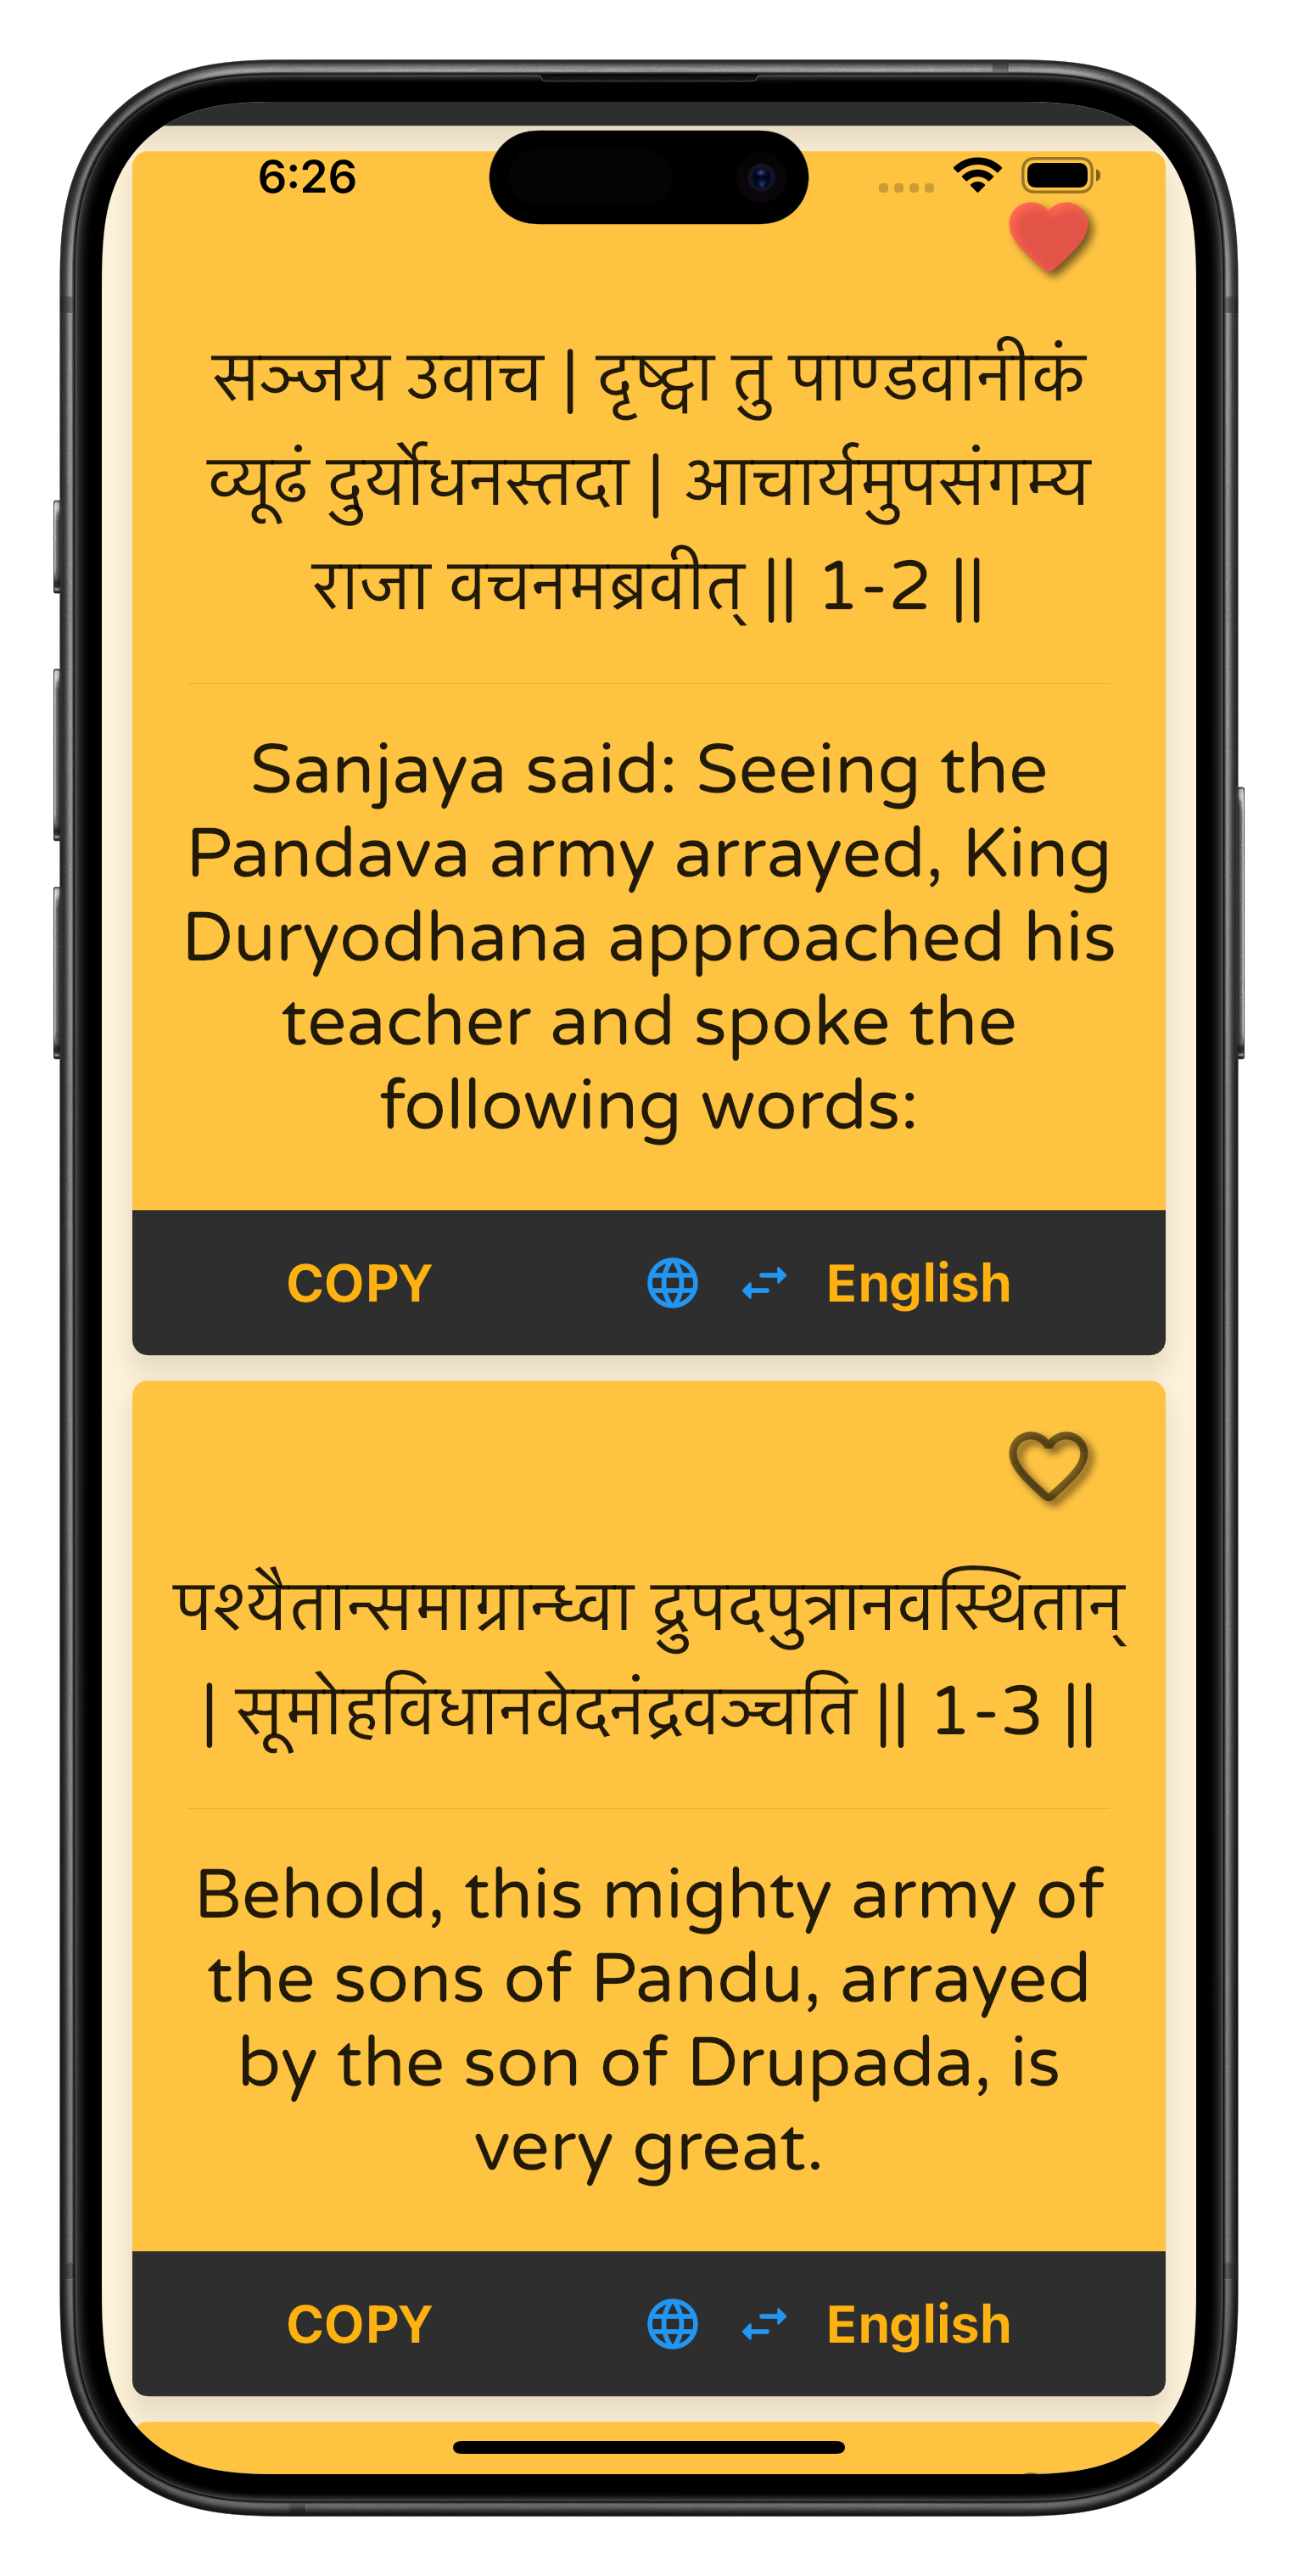 6:26
सञ्जय उवाच | दृष्ट्वा तु पाण्डवानीकं
व्यूढं दुर्योधनस्तदा | आचार्यमुपसंगम्य
राजा वचनमब्रवीत् || 1-2 ||
Sanjaya said: Seeing the
Pandava army arrayed, King
Duryodhana approached his
teacher and spoke the
following words:
COPY English
पश्यैतान्समाग्रान्ध्वा द्रुपदपुत्रानवस्थितान्
| सूमोहविधानवेदनंद्रवञ्चति || 1-3 ||
Behold, this mighty army of
the sons of Pandu, arrayed
by the son of Drupada, is
very great.
COPY English